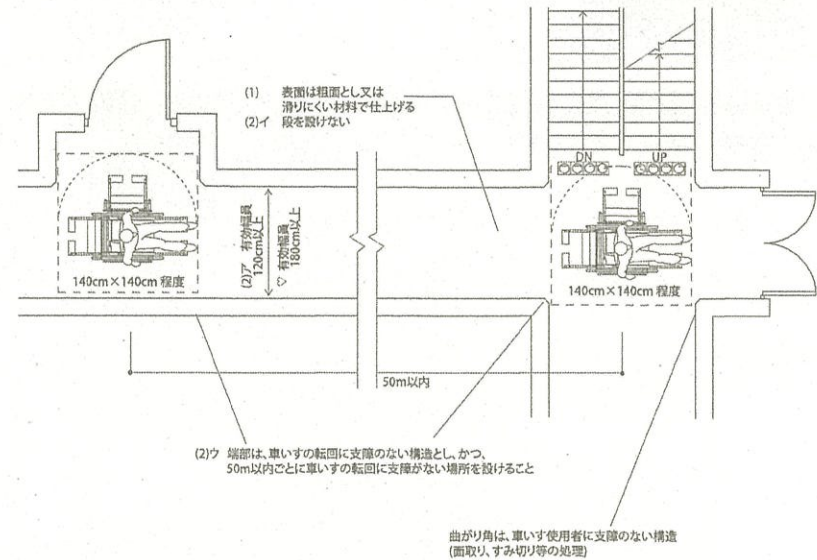 (1) 表面は粗面とし又は
滑りにくい材料で仕上げる
(2)イ 段を設けない
DN
UP
(2)ア 有効幅員
120cm以上
♡ 有効幅員
180cm以上
140cm×140cm 程度
140cm×140cm 程度
50m以内
(2)ウ 端部は、車いすの転回に支障のない構造とし、かつ、
50m以内ごとに車いすの転回に支障がない場所を設けること
曲がり角は、車いす使用者に支障のない構造
(面取り、すみ切り等の処理)